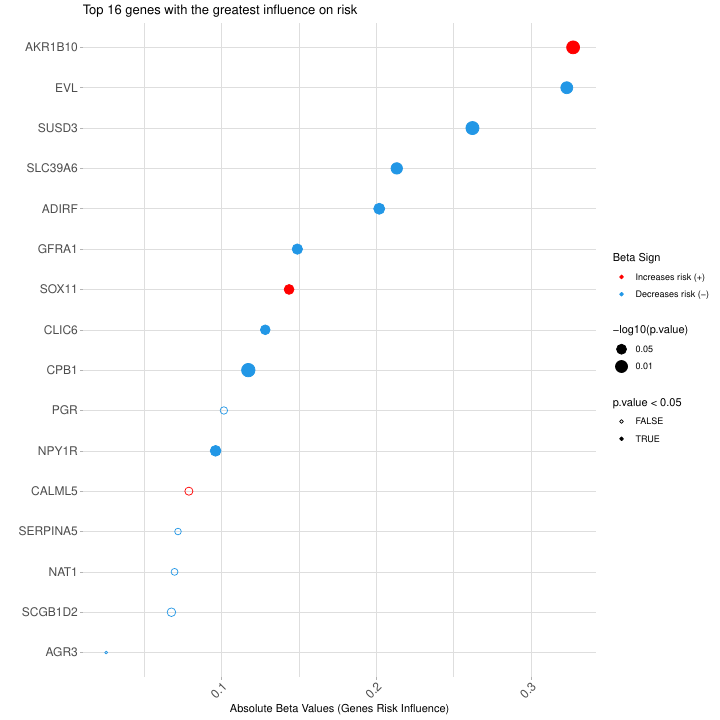 Top 16 genes with the greatest influence on risk
AKR1B10
EVL
SUSD3
SLC39A6
ADIRF
GFRA1
SOX11
CLIC6
CPB1
PGR
NPY1R
CALML5
SERPINA5
NAT1
SCGB1D2
AGR3
0.1
0.2
0.3
Absolute Beta Values (Genes Risk Influence)
Beta Sign
Increases risk (+)
Decreases risk (−)
−log10(p.value)
0.05
0.01
p.value < 0.05
FALSE
TRUE